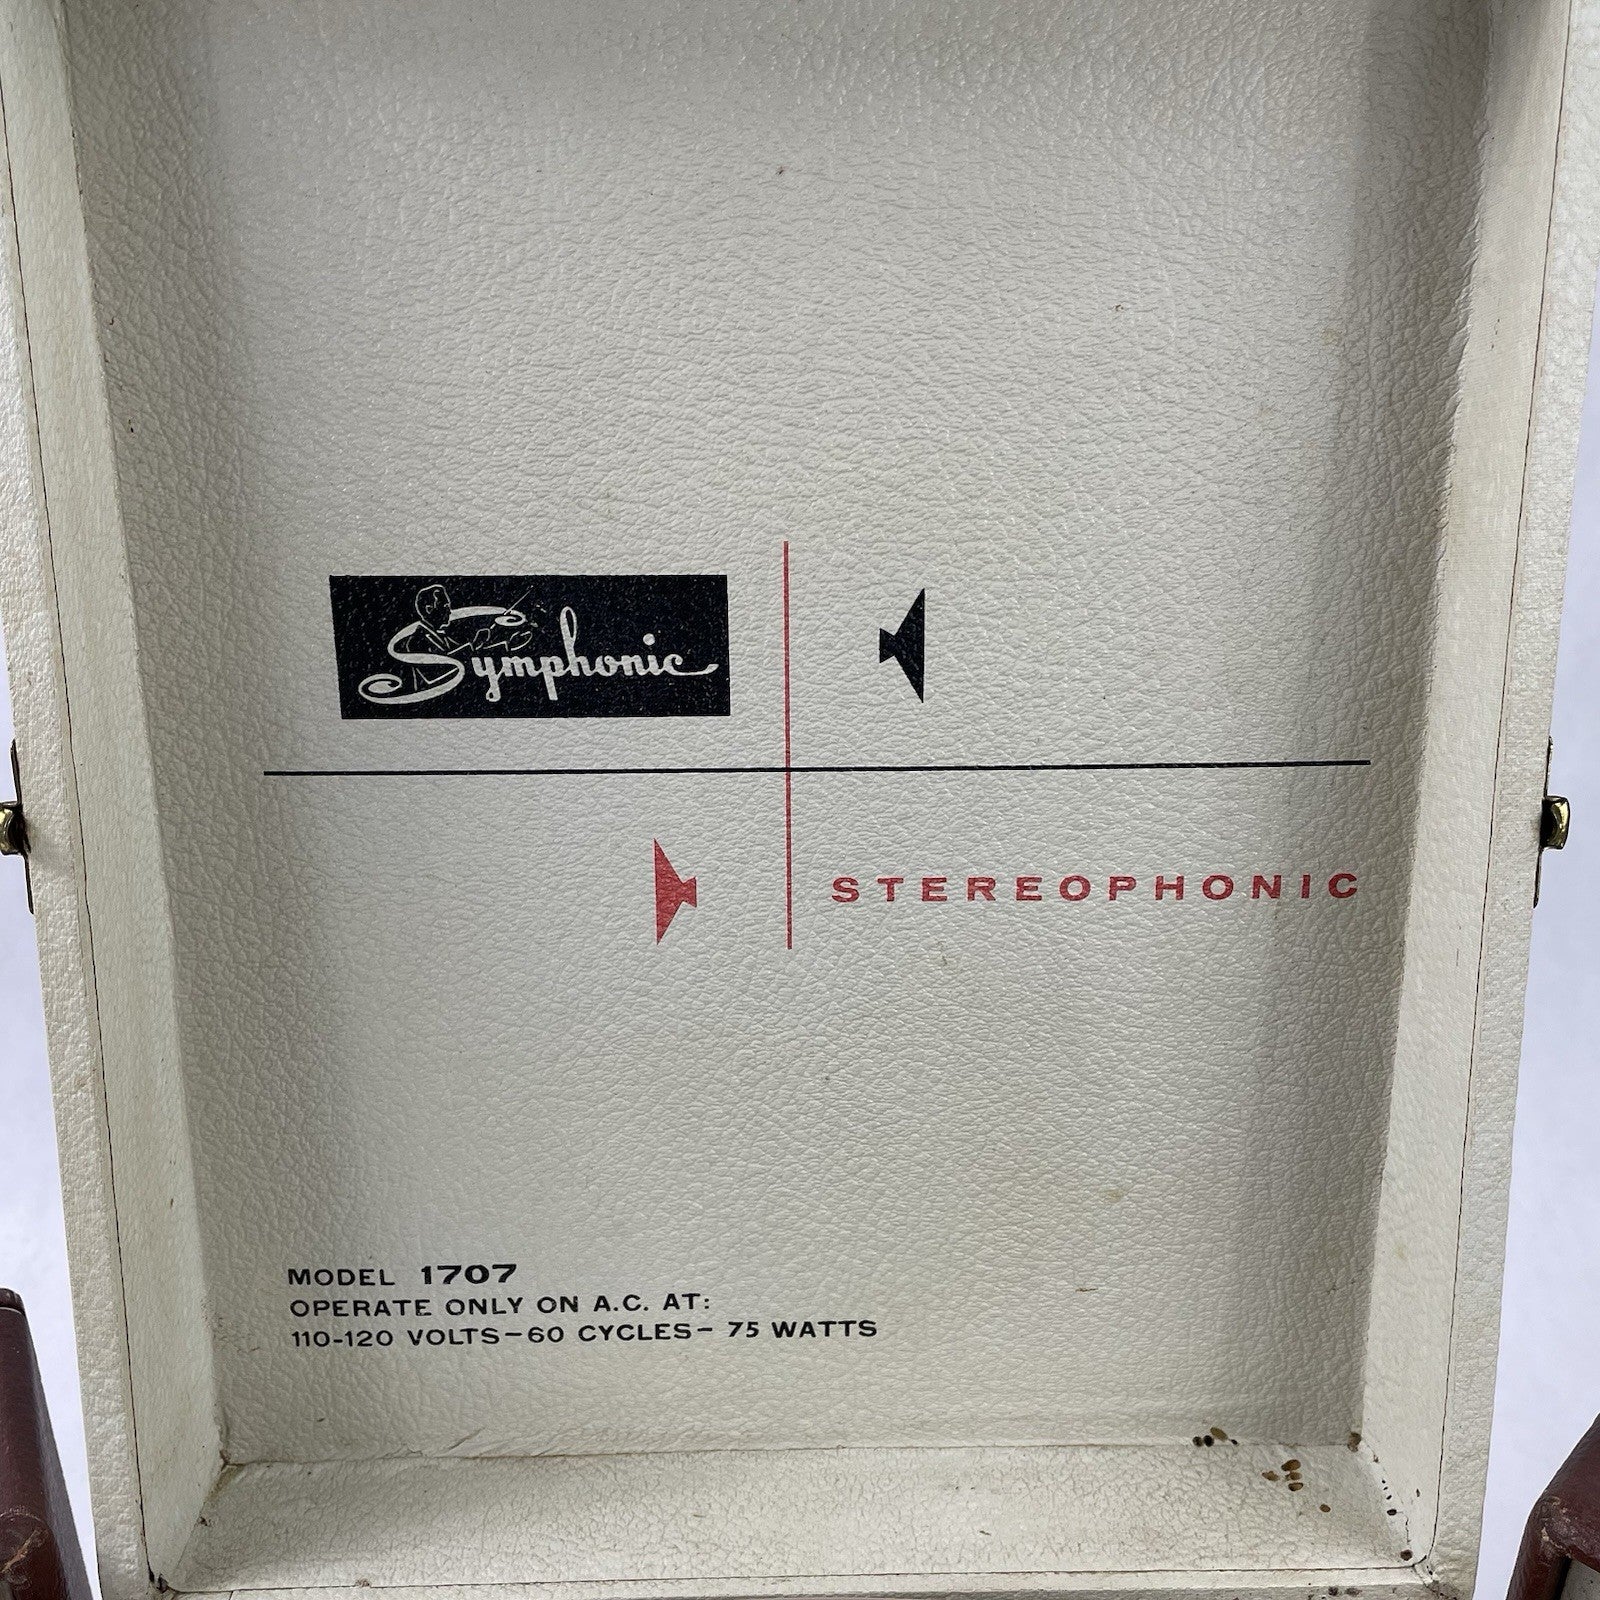 Symphonic
STEREOPHONIC
MODEL 1707
OPERATE ONLY ON A.C. AT:
110-120 VOLTS-60 CYCLES- 75 WATTS